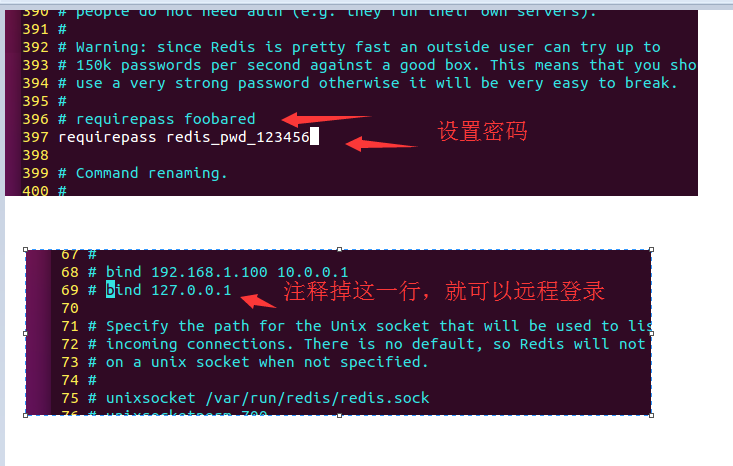 390 # people do not need auth (e.g. they run their own servers).
391 #
392 # Warning: since Redis is pretty fast an outside user can try up to
393 # 150k passwords per second against a good box. This means that you sho
394 # use a very strong password otherwise it will be very easy to break.
395 #
396 # requirepass foobared
397 requirepass redis_pwd_123456
设置密码
398
399 # Command renaming.
400 #
67 #
68 # bind 192.168.1.100 10.0.0.1
69 # bind 127.0.0.1
注释掉这一行，就可以远程登录
70
71 # Specify the path for the Unix socket that will be used to lis
72 # incoming connections. There is no default, so Redis will not
73 # on a unix socket when not specified.
74 #
75 # unixsocket /var/run/redis/redis.sock
76 # unixsocketperm 700